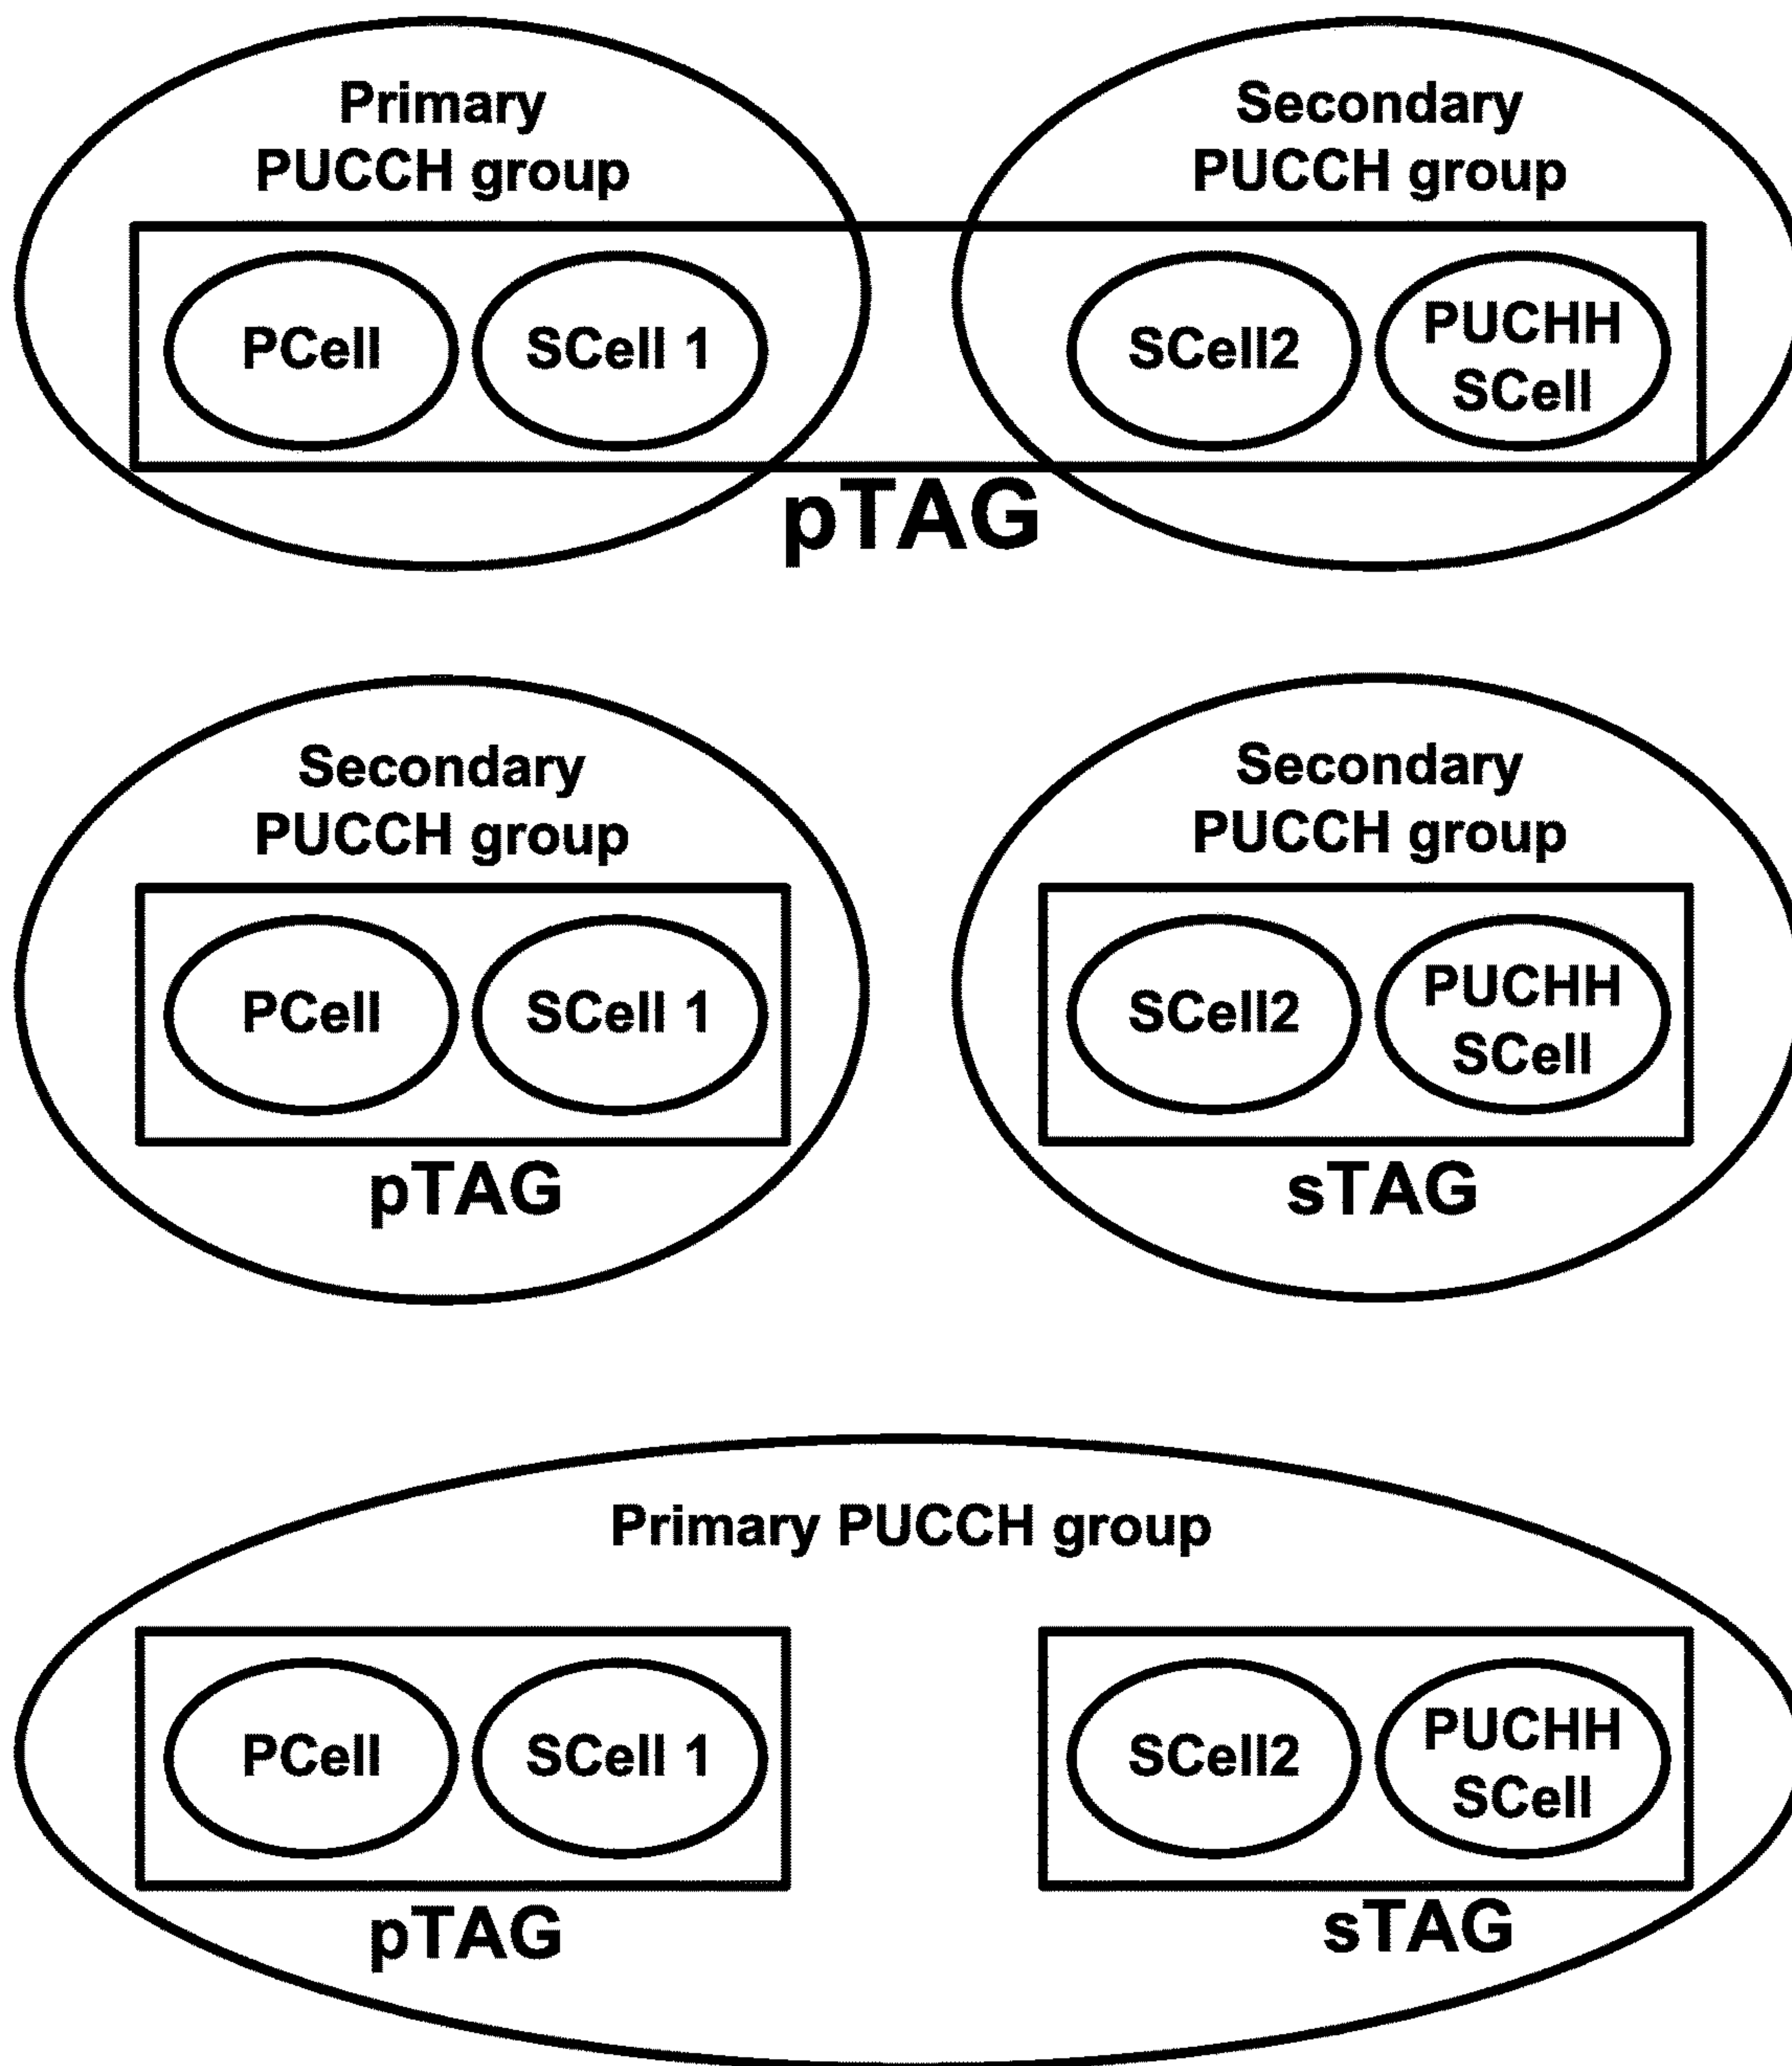 Primary
PUCCH group
Secondary
PUCCH group
PCell
SCell 1
SCell2
PUCHH
SCell
pTAG
Secondary
PUCCH group
Secondary
PUCCH group
PCell
SCell 1
SCell2
PUCHH
SCell
pTAG
sTAG
Primary PUCCH group
PCell
SCell 1
SCell2
PUCHH
SCell
pTAG
sTAG